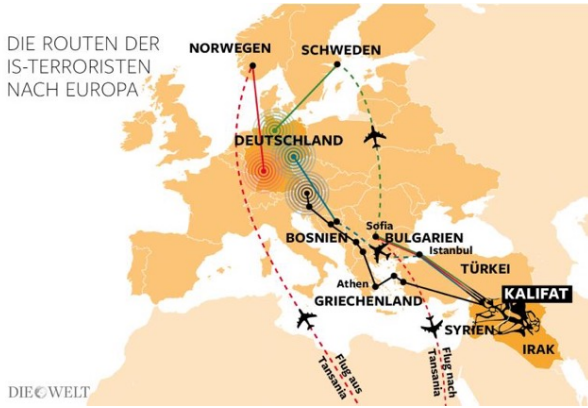 DIE ROUTEN DER
IS-TERRORISTEN
NACH EUROPA
NORWEGEN
SCHWEDEN
DEUTSCHLAND
Sofia
BOSNIEN
BULGARIEN
Istanbul
TÜRKEI
Athen
GRIECHENLAND
KALIFAT
SYRIEN
IRAK
Flug aus
Tansania
Flug nach
Tansania
DIE WELT